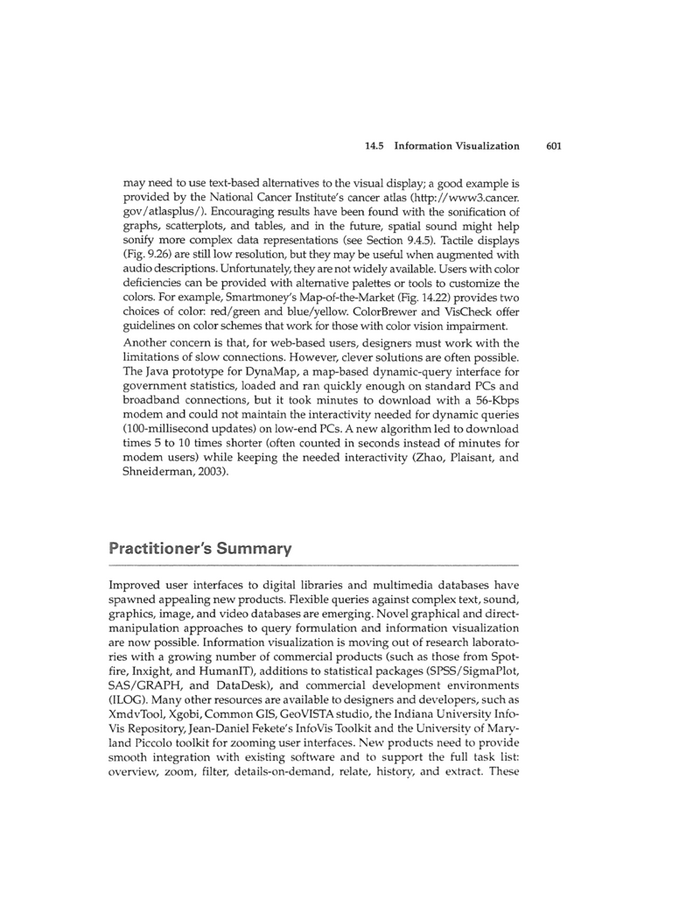 14.5 Information Visualization 601
may need to use text-based alternatives to the visual display; a good example is
provided by the National Cancer Institute's cancer atlas (http://www3.cancer.
gov/atlasplus/). Encouraging results have been found with the sonification of
graphs, scatterplots, and tables, and in the future, spatial sound might help
sonify more complex data representations (see Section 9.4.5). Tactile displays
(Fig. 9.26) are still low resolution, but they may be useful when augmented with
audio descriptions. Unfortunately, they are not widely available. Users with color
deficiencies can be provided with alternative palettes or tools to customize the
colors. For example, Smartmoney's Map-of-the-Market (Fig. 14.22) provides two
choices of color: red/green and blue/yellow. ColorBrewer and VisCheck offer
guidelines on color schemes that work for those with color vision impairment.
Another concern is that, for web-based users, designers must work with the
limitations of slow connections. However, clever solutions are often possible.
The Java prototype for DynaMap, a map-based dynamic-query interface for
government statistics, loaded and ran quickly enough on standard PCs and
broadband connections, but it took minutes to download with a 56-Kbps
modem and could not maintain the interactivity needed for dynamic queries
(100-millisecond updates) on low-end PCs. A new algorithm led to download
times 5 to 10 times shorter (often counted in seconds instead of minutes for
modem users) while keeping the needed interactivity (Zhao, Plaisant, and
Shneiderman, 2003).
Practitioner's Summary
Improved user interfaces to digital libraries and multimedia databases have
spawned appealing new products. Flexible queries against complex text, sound,
graphics, image, and video databases are emerging. Novel graphical and direct-
manipulation approaches to query formulation and information visualization
are now possible. Information visualization is moving out of research laborato-
ries with a growing number of commercial products (such as those from Spot-
fire, Inxight, and HumanIT), additions to statistical packages (SPSS/SigmaPlot,
SAS/GRAPH, and DataDesk), and commercial development environments
(ILOG). Many other resources are available to designers and developers, such as
XmdvTool, Xgobi, Common GIS, GeoVISTA studio, the Indiana University Info-
Vis Repository, Jean-Daniel Fekete's InfoVis Toolkit and the University of Mary-
land Piccolo toolkit for zooming user interfaces. New products need to provide
smooth integration with existing software and to support the full task list:
overview, zoom, filter, details-on-demand, relate, history, and extract. These